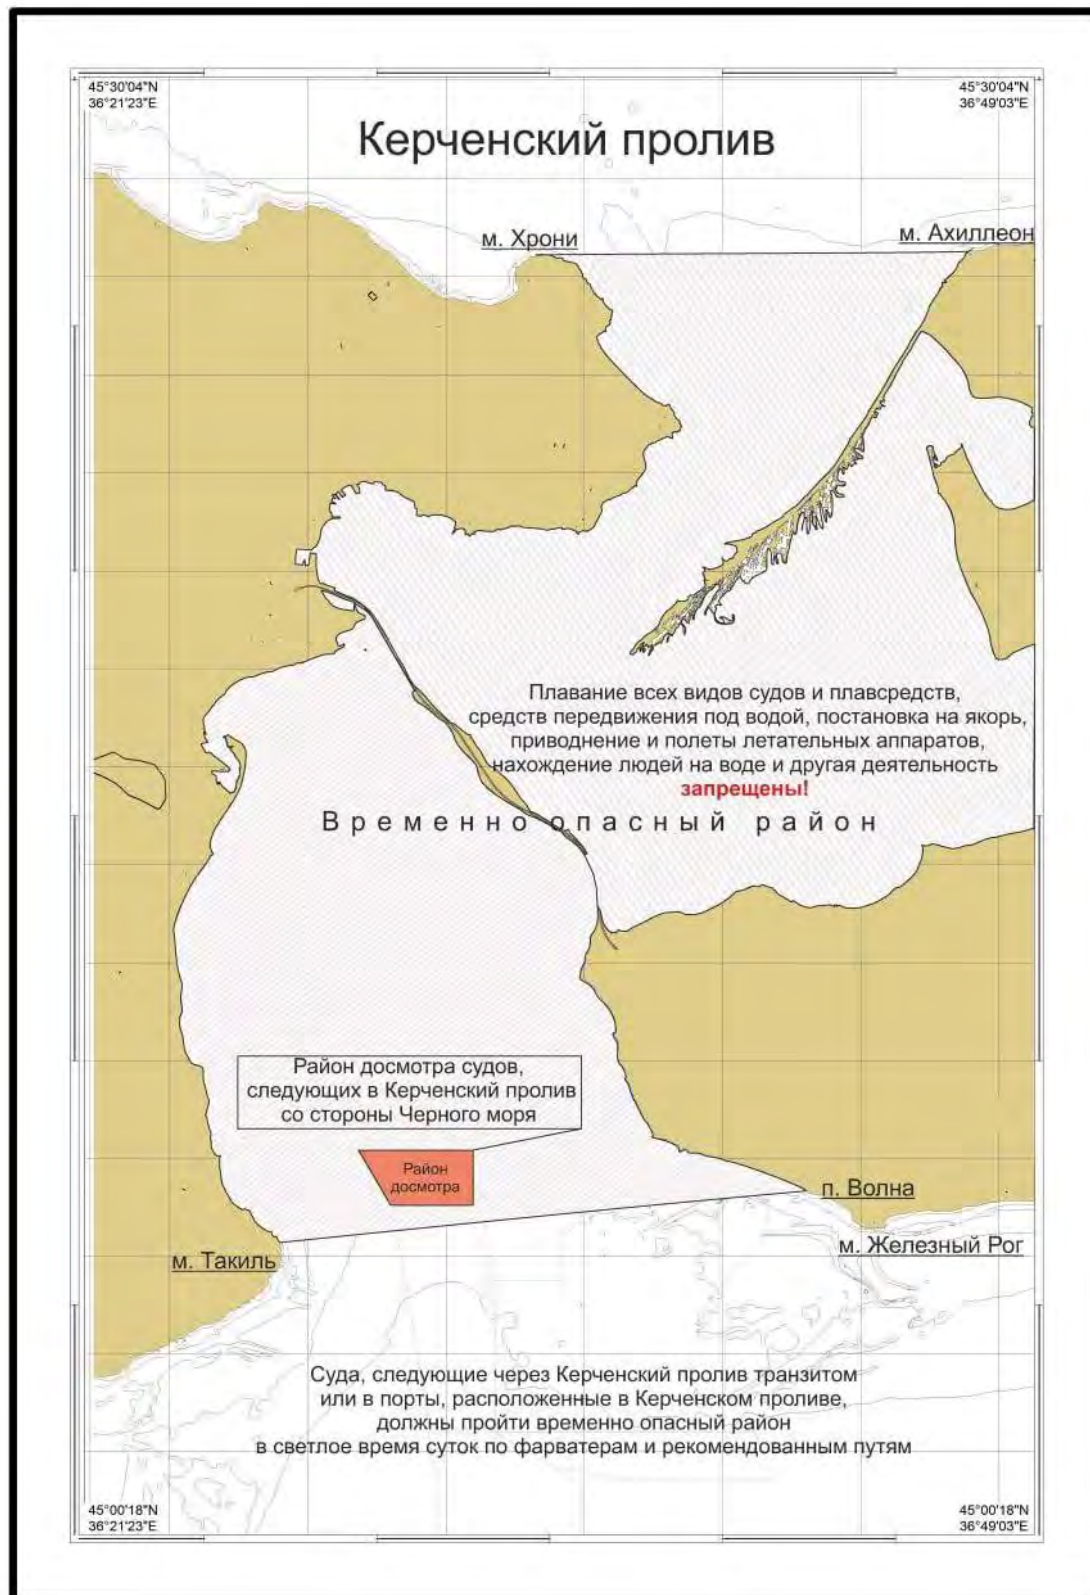 45°30'04"N
36°21'23"E
45°30'04"N
36°49'03"E
Керченский пролив
м. Хрони
м. Ахиллеон
Плавание всех видов судов и плавсредств,
средств передвижения под водой, постановка на якорь,
приводнение и полеты летательных аппаратов,
нахождение людей на воде и другая деятельность
запрещены!
Временно опасный район
Район досмотра судов,
следующих в Керченский пролив
со стороны Черного моря
Район
досмотра
п. Волна
м. Железный Рог
м. Такиль
Суда, следующие через Керченский пролив транзитом
или в порты, расположенные в Керченском проливе,
должны пройти временно опасный район
в светлое время суток по фарватерам и рекомендованным путям
45°00'18"N
36°21'23"E
45°00'18"N
36°49'03"E